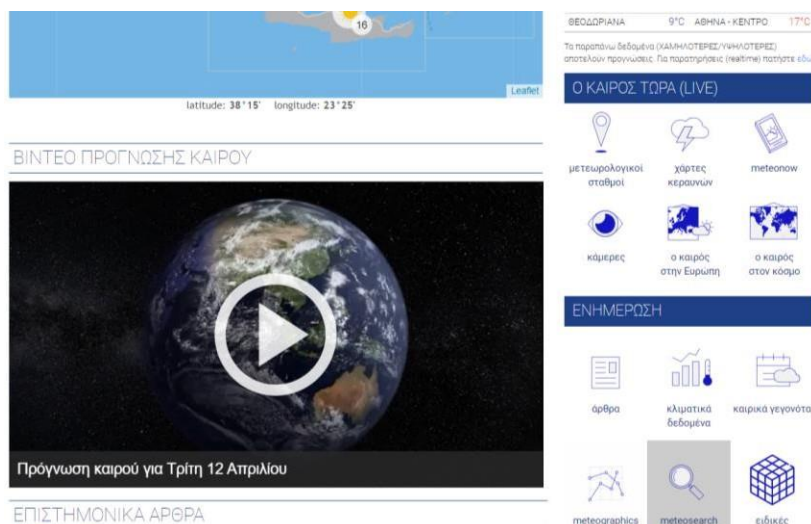 16
Leaflet
latitude: 38°15' longitude: 23°25'
ΒΙΝΤΕΟ ΠΡΟΓΝΩΣΗΣ ΚΑΙΡΟΥ
Πρόγνωση καιρού για Τρίτη 12 Απριλίου
ΕΠΙΣΤΗΜΟΝΙΚΑ ΑΡΘΡΑ
ΘΕΟΔΩΡΙΑΝΑ 9°C ΑΘΗΝΑ - ΚΕΝΤΡΟ 17°C
Τα παραπάνω δεδομένα (ΧΑΜΗΛΟΤΕΡΕΣ/ΥΨΗΛΟΤΕΡΕΣ)
αποτελούν προγνώσεις. Για παρατηρήσεις (realtime) πατήστε εδώ
Ο ΚΑΙΡΟΣ ΤΩΡΑ (LIVE)
μετεωρολογικοί σταθμοί
χάρτες κεραυνών
meteonow
κάμερες
ο καιρός στην Ευρώπη
ο καιρός στον κόσμο
ΕΝΗΜΕΡΩΣΗ
άρθρα
κλιματικά δεδομένα
καιρικά γεγονότα
meteographics
meteosearch
ειδικές